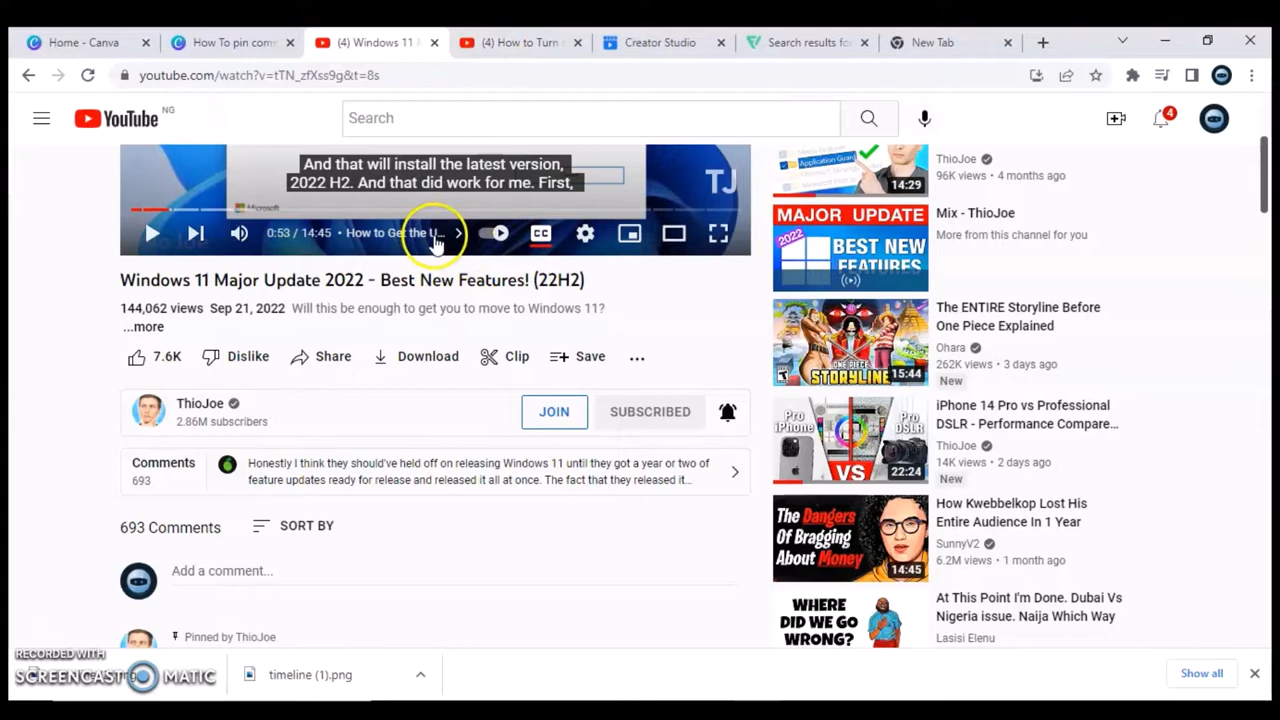 Home - Canva
How To pin com
(4) Windows 11
(4) How to Turn
Creator Studio
Search results fo
New Tab
youtube.com/watch?v=tTN_zfXss9g&t=8s
YouTube NG
Search
4
And that will install the latest version,
2022 H2. And that did work for me. First,
TJ
Microsoft
0:53 / 14:45 • How to Get the U...
CC
Windows 11 Major Update 2022 - Best New Features! (22H2)
144,062 views Sep 21, 2022 Will this be enough to get you to move to Windows 11?
...more
7.6K Dislike Share Download Clip Save ...
ThioJoe
2.86M subscribers
JOIN
SUBSCRIBED
Comments
693
Honestly I think they should've held off on releasing Windows 11 until they got a year or two of
feature updates ready for release and released it all at once. The fact that they released it...
693 Comments
SORT BY
Add a comment...
Pinned by ThioJoe
Application Guard
14:29
ThioJoe
96K views • 4 months ago
MAJOR UPDATE
2022
BEST NEW
FEATURES
Mix - ThioJoe
More from this channel for you
ONE PIECE
STORYLINE
15:44
The ENTIRE Storyline Before
One Piece Explained
Ohara
262K views • 3 days ago
New
Pro
iPhone
Pro
DSLR
VS
22:24
iPhone 14 Pro vs Professional
DSLR - Performance Compare...
ThioJoe
14K views • 2 days ago
New
The Dangers
Of Bragging
About Money
14:45
How Kwebbelkop Lost His
Entire Audience In 1 Year
SunnyV2
6.2M views • 1 month ago
WHERE
DID WE GO
WRONG?
At This Point I'm Done. Dubai Vs
Nigeria issue. Naija Which Way
Lasisi Elenu
RECORDED WITH
SCREENCAST MATIC
timeline (1).png
Show all